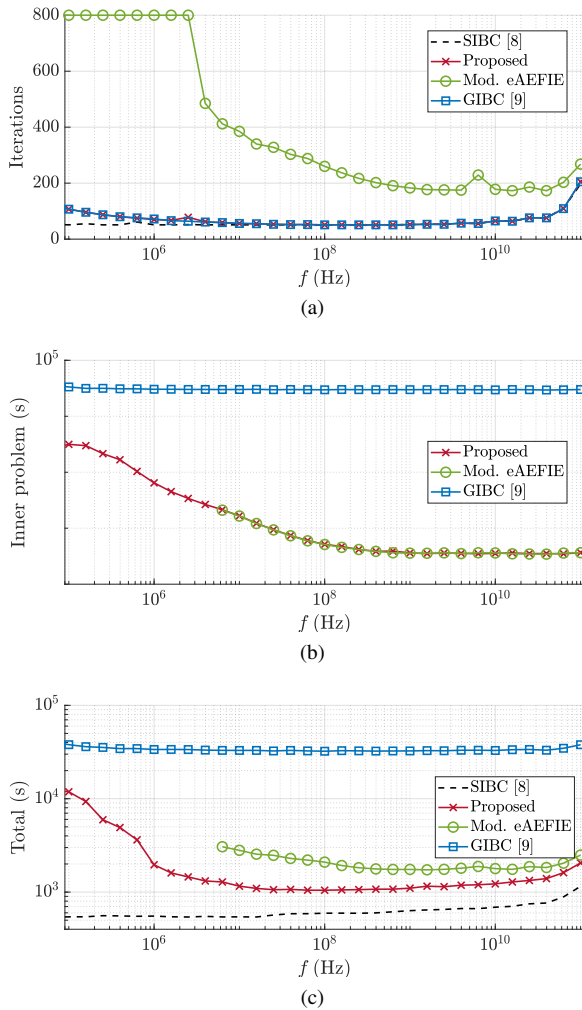 800
600
400
200
0
Iterations
SIBC [8]
Proposed
Mod. eAEFIE
GIBC [9]
10^6
10^8
10^10
f (Hz)
(a)
10^5
Inner problem (s)
Proposed
Mod. eAEFIE
GIBC [9]
10^6
10^8
10^10
f (Hz)
(b)
10^5
10^4
10^3
Total (s)
SIBC [8]
Proposed
Mod. eAEFIE
GIBC [9]
10^6
10^8
10^10
f (Hz)
(c)